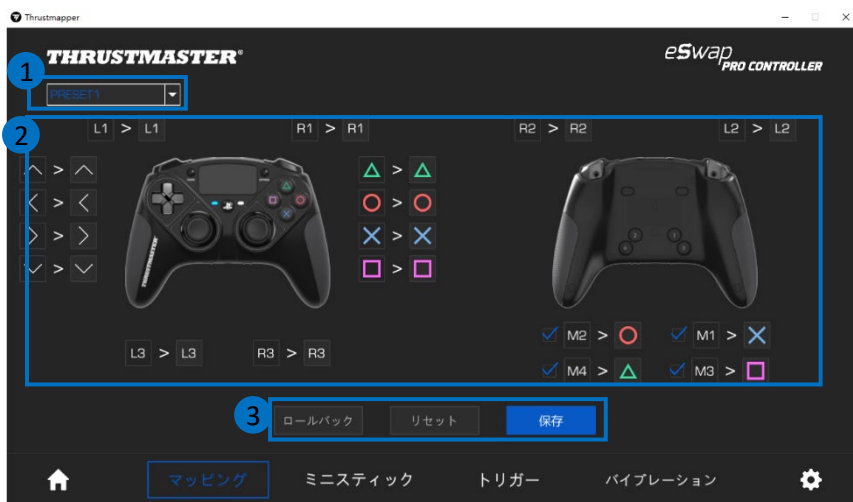 Thrustmapper
THRUSTMASTER®
eSwap
PRO CONTROLLER
1
PRESET1
2
L1 > L1
R1 > R1
R2 > R2
L2 > L2
L3 > L3
R3 > R3
M2 >
M1 >
M4 >
M3 >
3
ロールバック
リセット
保存
マッピング
ミニスティック
トリガー
バイブレーション